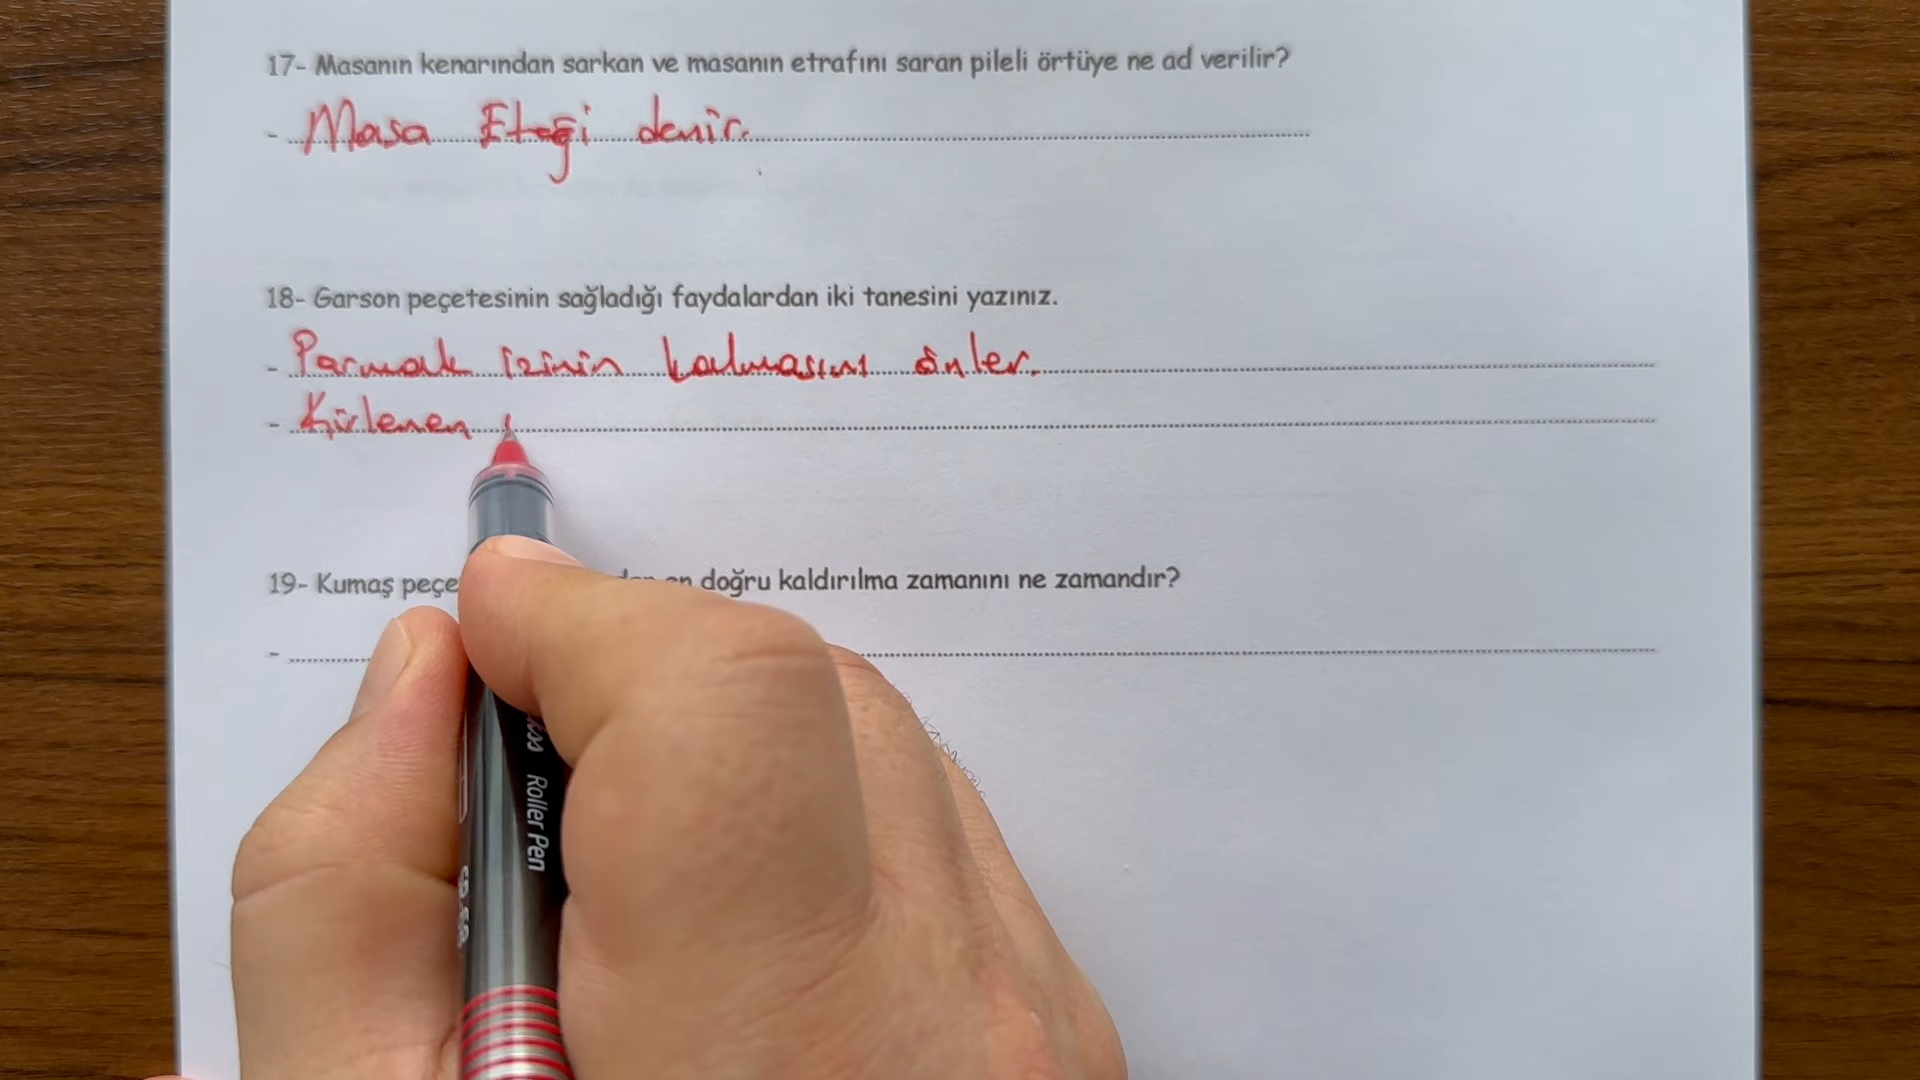 17- Masanın kenarından sarkan ve masanın etrafını saran pileli örtüye ne ad verilir?
- Masa Eteği denir.
18- Garson peçetesinin sağladığı faydalardan iki tanesini yazınız.
- Parmak izinin kalmasını önler.
- Kirlenen
19- Kumaş peçe doğru kaldırılma zamanını ne zamandır?
-
Roller Pen